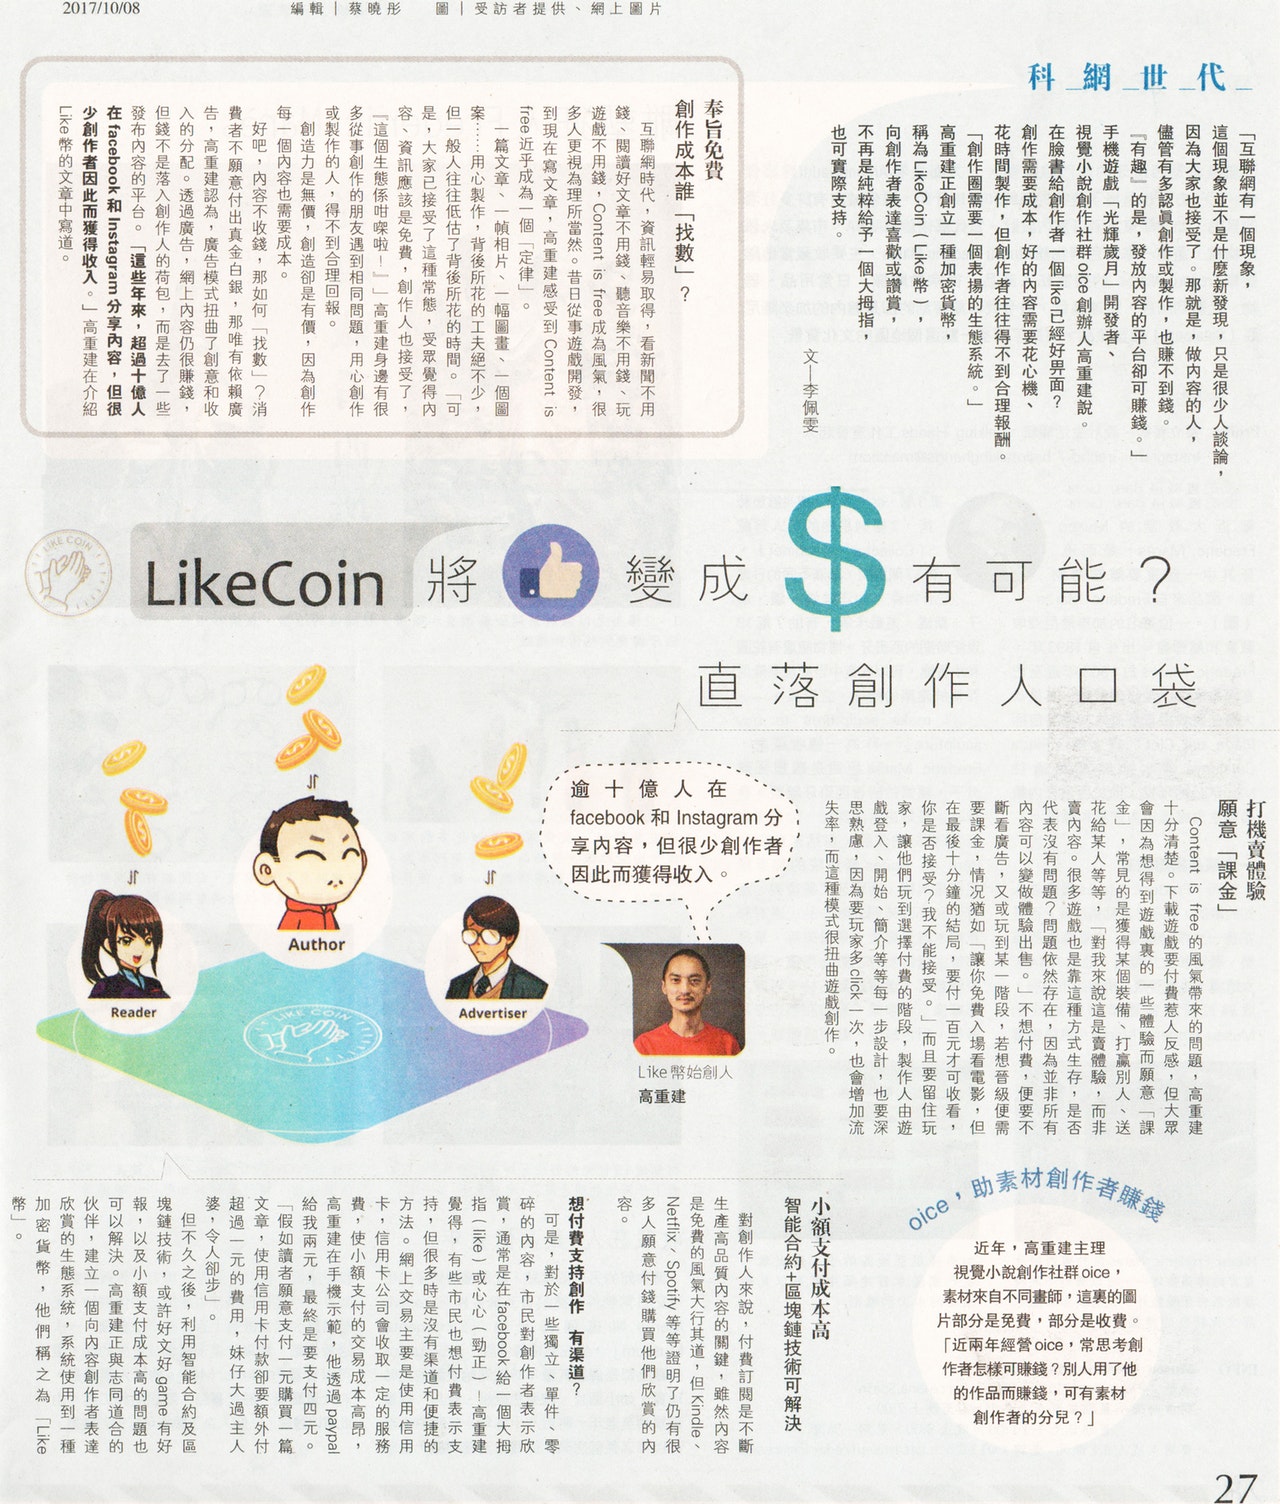 2017/10/08
編輯｜蔡曉彤　圖｜受訪者提供、網上圖片
科_網_世_代_
「互聯網有一個現象，
這個現象並不是什麼新發現，只是很少人談論，
因為大家也接受了。那就是，做內容的人，
儘管有多認眞創作或製作，也賺不到錢。
『有趣』的是，發放內容的平台卻可賺錢。」
手機遊戲「光輝歲月」開發者、
視覺小說創作社群oice創辦人高重建說。
在臉書給創作者一個like已經好畀面？
創作需要成本，好的內容需要花心機、
花時間製作，但創作者往往得不到合理報酬。
「創作圈需要一個表揚的生態系統。」
高重建正創立一種加密貨幣，
稱為LikeCoin（Like幣），
向創作者表達喜歡或讚賞，
不再是純粹給予一個大拇指，
也可實際支持。
文—李佩雯
奉旨免費
創作成本誰「找數」？
互聯網時代，資訊輕易取得，看新聞不用
錢、閱讀好文章不用錢、聽音樂不用錢、玩
遊戲不用錢，Content is free成為風氣，很
多人更視為理所當然。昔日從事遊戲開發，
到現在寫文章，高重建感受到Content is
free近乎成為一個「定律」。
一篇文章、一幀相片、一幅圖畫、一個圖
案……用心製作，背後所花的工夫絕不少，
但一般人往往低估了背後所花的時間。「可
是，大家已接受了這種常態，受眾覺得內
容、資訊應該是免費，創作人也接受了，
『這個生態係咁㗎啦！』」高重建身邊有很
多從事創作的朋友遇到相同問題，用心創作
或製作的人，得不到合理回報。
創造力是無價，創造卻是有價，因為創作
每一個內容也需要成本。
好吧，內容不收錢，那如何「找數」？消
費者不願意付出真金白銀，那唯有依賴廣
告，高重建認為，廣告模式扭曲了創意和收
入的分配。透過廣告，網上內容仍很賺錢，
但錢不是落入創作人的荷包，而是去了一些
發布內容的平台。「這些年來，超過十億人
在facebook和Instagram分享內容，但很
少創作者因此而獲得收入。」高重建在介紹
Like幣的文章中寫道。
LIKE COIN
LikeCoin 將 變成 $ 有可能？
直落創作人口袋
逾十億人在
facebook和Instagram分
享內容，但很少創作者
因此而獲得收入。
Author
Reader
Advertiser
LIKE COIN
Like幣始創人
高重建
打機賣體驗
願意「課金」
Content is free的風氣帶來的問題，高重建
十分清楚。下載遊戲要付費惹人反感，但大眾
會因為想得到遊戲裏的一些體驗而願意「課
金」，常見的是獲得某個裝備、打贏別人、送
花給某人等等，「對我來說這是賣體驗，而非
賣內容。很多遊戲也是靠這種方式生存，是否
代表沒有問題？問題依然存在，因為並非所有
內容可以變做體驗出售。」不想付費，便要不
斷看廣告，又或玩到某一階段，若想晉級便需
要課金，情况猶如「讓你免費入場看電影，但
在最後十分鐘的結局，要付一百元才可收看，
你是否接受？我不能接受。」而且要留住玩
家，讓他們玩到選擇付費的階段，製作人由遊
戲登入、開始、簡介等等每一步設計，也要深
思熟慮，因為要玩家多click一次，也會增加流
失率，而這種模式很扭曲遊戲創作。
小額支付成本高
智能合約+區塊鏈技術可解決
對創作人來說，付費訂閱是不斷
生產高品質內容的關鍵，雖然內容
是免費的風氣大行其道，但Kindle、
Netflix、Spotify等等證明了仍有很
多人願意付錢購買他們欣賞的內
容。
想付費支持創作　有渠道？
可是，對於一些獨立、單件、零
碎的內容，市民對創作者表示欣
賞，通常是在facebook給一個大拇
指（like）或心心（勁正）！高重建
覺得，有些市民也想付費表示支
持，但很多時是沒有渠道和便捷的
方法。網上交易主要是使用信用
卡，信用卡公司會收取一定的服務
費，使小額支付的交易成本高昂，
高重建在手機示範，他透過paypal
給我兩元，最終是要支付四元。
「假如讀者願意支付一元購買一篇
文章，使用信用卡付款卻要額外付
超過一元的費用，妹仔大過主人
婆，令人卻步」。
但不久之後，利用智能合約及區
塊鏈技術，或許好文好game有好
報，以及小額支付成本高的問題也
可以解決。高重建正與志同道合的
伙伴，建立一個向內容創作者表達
欣賞的生態系統，系統使用到一種
加密貨幣，他們稱之為「Like
幣」。
oice，助素材創作者賺錢
近年，高重建主理
視覺小說創作社群oice，
素材來自不同畫師，這裏的圖
片部分是免費，部分是收費。
「近兩年經營oice，常思考創
作者怎樣可賺錢？別人用了他
的作品而賺錢，可有素材
創作者的分兒？」
27